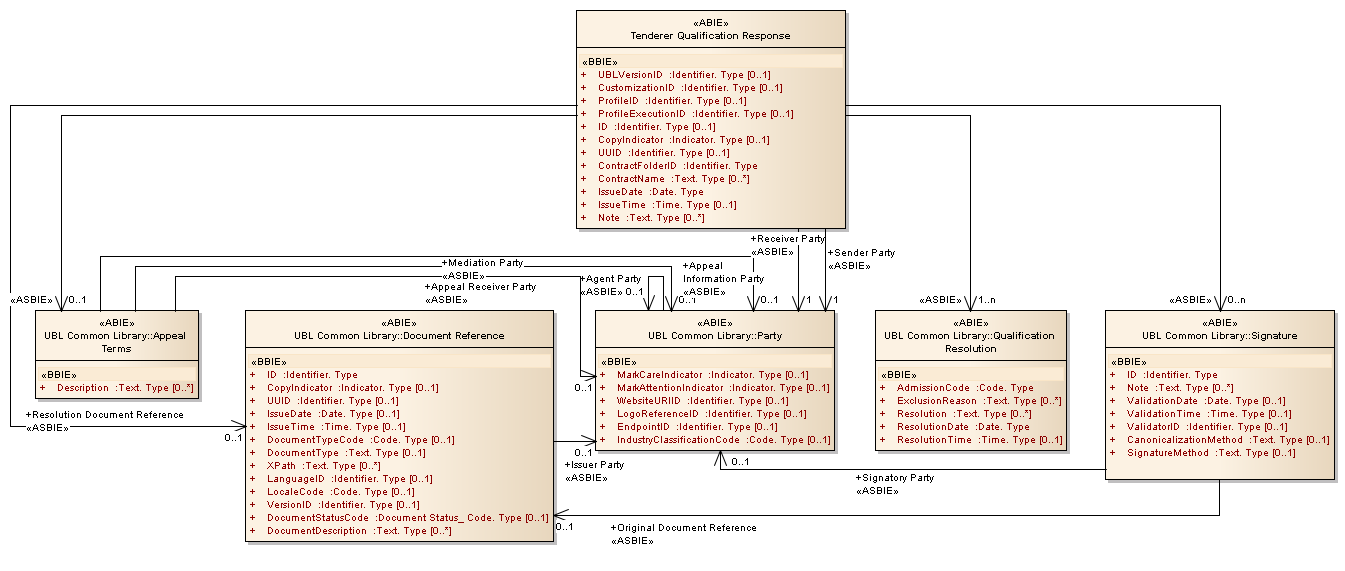 «ABIE»
Tenderer Qualification Response
«BBIE»
+ UBLVersionID :Identifier. Type [0..1]
+ CustomizationID :Identifier. Type [0..1]
+ ProfileID :Identifier. Type [0..1]
+ ProfileExecutionID :Identifier. Type [0..1]
+ ID :Identifier. Type [0..1]
+ CopyIndicator :Indicator. Type [0..1]
+ UUID :Identifier. Type [0..1]
+ ContractFolderID :Identifier. Type
+ ContractName :Text. Type [0..*]
+ IssueDate :Date. Type
+ IssueTime :Time. Type [0..1]
+ Note :Text. Type [0..*]
+Receiver Party
«ASBIE»
1
+Sender Party
«ASBIE»
1
+Mediation Party
«ASBIE»
0..1
+Appeal Receiver Party
«ASBIE»
0..1
+Agent Party
«ASBIE» 0..1
+Appeal
Information Party
«ASBIE»
0..1
«ASBIE»
0..1
«ASBIE»
1..n
«ASBIE»
0..n
«ABIE»
UBL Common Library::Appeal
Terms
«BBIE»
+ Description :Text. Type [0..*]
+Resolution Document Reference
«ASBIE»
0..1
«ABIE»
UBL Common Library::Document Reference
«BBIE»
+ ID :Identifier. Type
+ CopyIndicator :Indicator. Type [0..1]
+ UUID :Identifier. Type [0..1]
+ IssueDate :Date. Type [0..1]
+ IssueTime :Time. Type [0..1]
+ DocumentTypeCode :Code. Type [0..1]
+ DocumentType :Text. Type [0..1]
+ XPath :Text. Type [0..*]
+ LanguageID :Identifier. Type [0..1]
+ LocaleCode :Code. Type [0..1]
+ VersionID :Identifier. Type [0..1]
+ DocumentStatusCode :Document Status_ Code. Type [0..1]
+ DocumentDescription :Text. Type [0..*]
«ABIE»
UBL Common Library::Party
«BBIE»
+ MarkCareIndicator :Indicator. Type [0..1]
+ MarkAttentionIndicator :Indicator. Type [0..1]
+ WebsiteURIID :Identifier. Type [0..1]
+ LogoReferenceID :Identifier. Type [0..1]
+ EndpointID :Identifier. Type [0..1]
+ IndustryClassificationCode :Code. Type [0..1]
0..1
+Issuer Party
«ASBIE»
«ABIE»
UBL Common Library::Qualification
Resolution
«BBIE»
+ AdmissionCode :Code. Type
+ ExclusionReason :Text. Type [0..*]
+ Resolution :Text. Type [0..*]
+ ResolutionDate :Date. Type
+ ResolutionTime :Time. Type [0..1]
«ABIE»
UBL Common Library::Signature
«BBIE»
+ ID :Identifier. Type
+ Note :Text. Type [0..*]
+ ValidationDate :Date. Type [0..1]
+ ValidationTime :Time. Type [0..1]
+ ValidatorID :Identifier. Type [0..1]
+ CanonicalizationMethod :Text. Type [0..1]
+ SignatureMethod :Text. Type [0..1]
0..1
+Signatory Party
«ASBIE»
0..1
+Original Document Reference
«ASBIE»